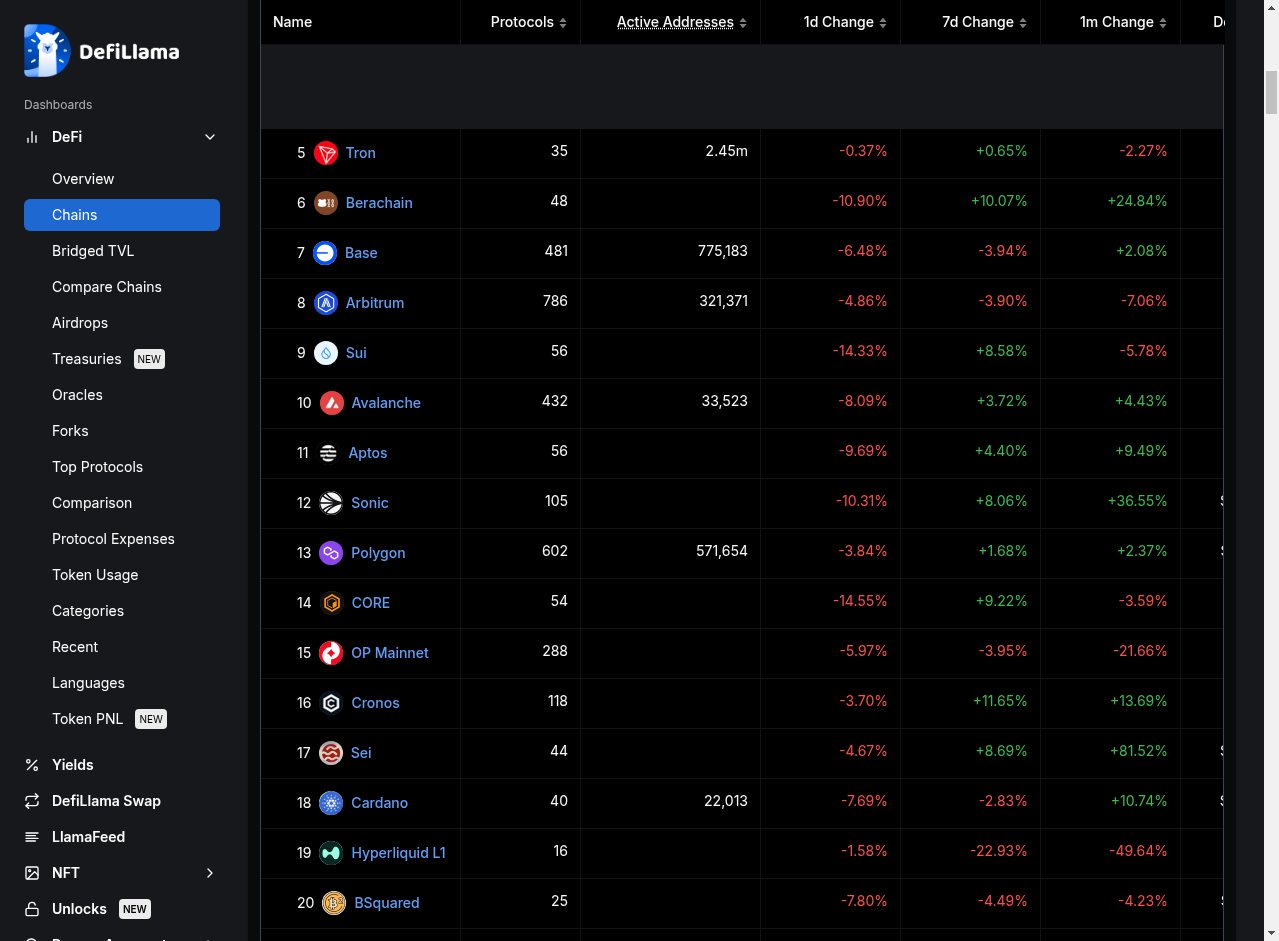 DefiLlama
Dashboards
DeFi
Overview
Chains
Bridged TVL
Compare Chains
Airdrops
Treasuries NEW
Oracles
Forks
Top Protocols
Comparison
Protocol Expenses
Token Usage
Categories
Recent
Languages
Token PNL NEW
Yields
DefiLlama Swap
LlamaFeed
NFT
Unlocks NEW
Name Protocols Active Addresses 1d Change 7d Change 1m Change
5 Tron 35 2.45m -0.37% +0.65% -2.27%
6 Berachain 48 -10.90% +10.07% +24.84%
7 Base 481 775,183 -6.48% -3.94% +2.08%
8 Arbitrum 786 321,371 -4.86% -3.90% -7.06%
9 Sui 56 -14.33% +8.58% -5.78%
10 Avalanche 432 33,523 -8.09% +3.72% +4.43%
11 Aptos 56 -9.69% +4.40% +9.49%
12 Sonic 105 -10.31% +8.06% +36.55%
13 Polygon 602 571,654 -3.84% +1.68% +2.37%
14 CORE 54 -14.55% +9.22% -3.59%
15 OP Mainnet 288 -5.97% -3.95% -21.66%
16 Cronos 118 -3.70% +11.65% +13.69%
17 Sei 44 -4.67% +8.69% +81.52%
18 Cardano 40 22,013 -7.69% -2.83% +10.74%
19 Hyperliquid L1 16 -1.58% -22.93% -49.64%
20 BSquared 25 -7.80% -4.49% -4.23%